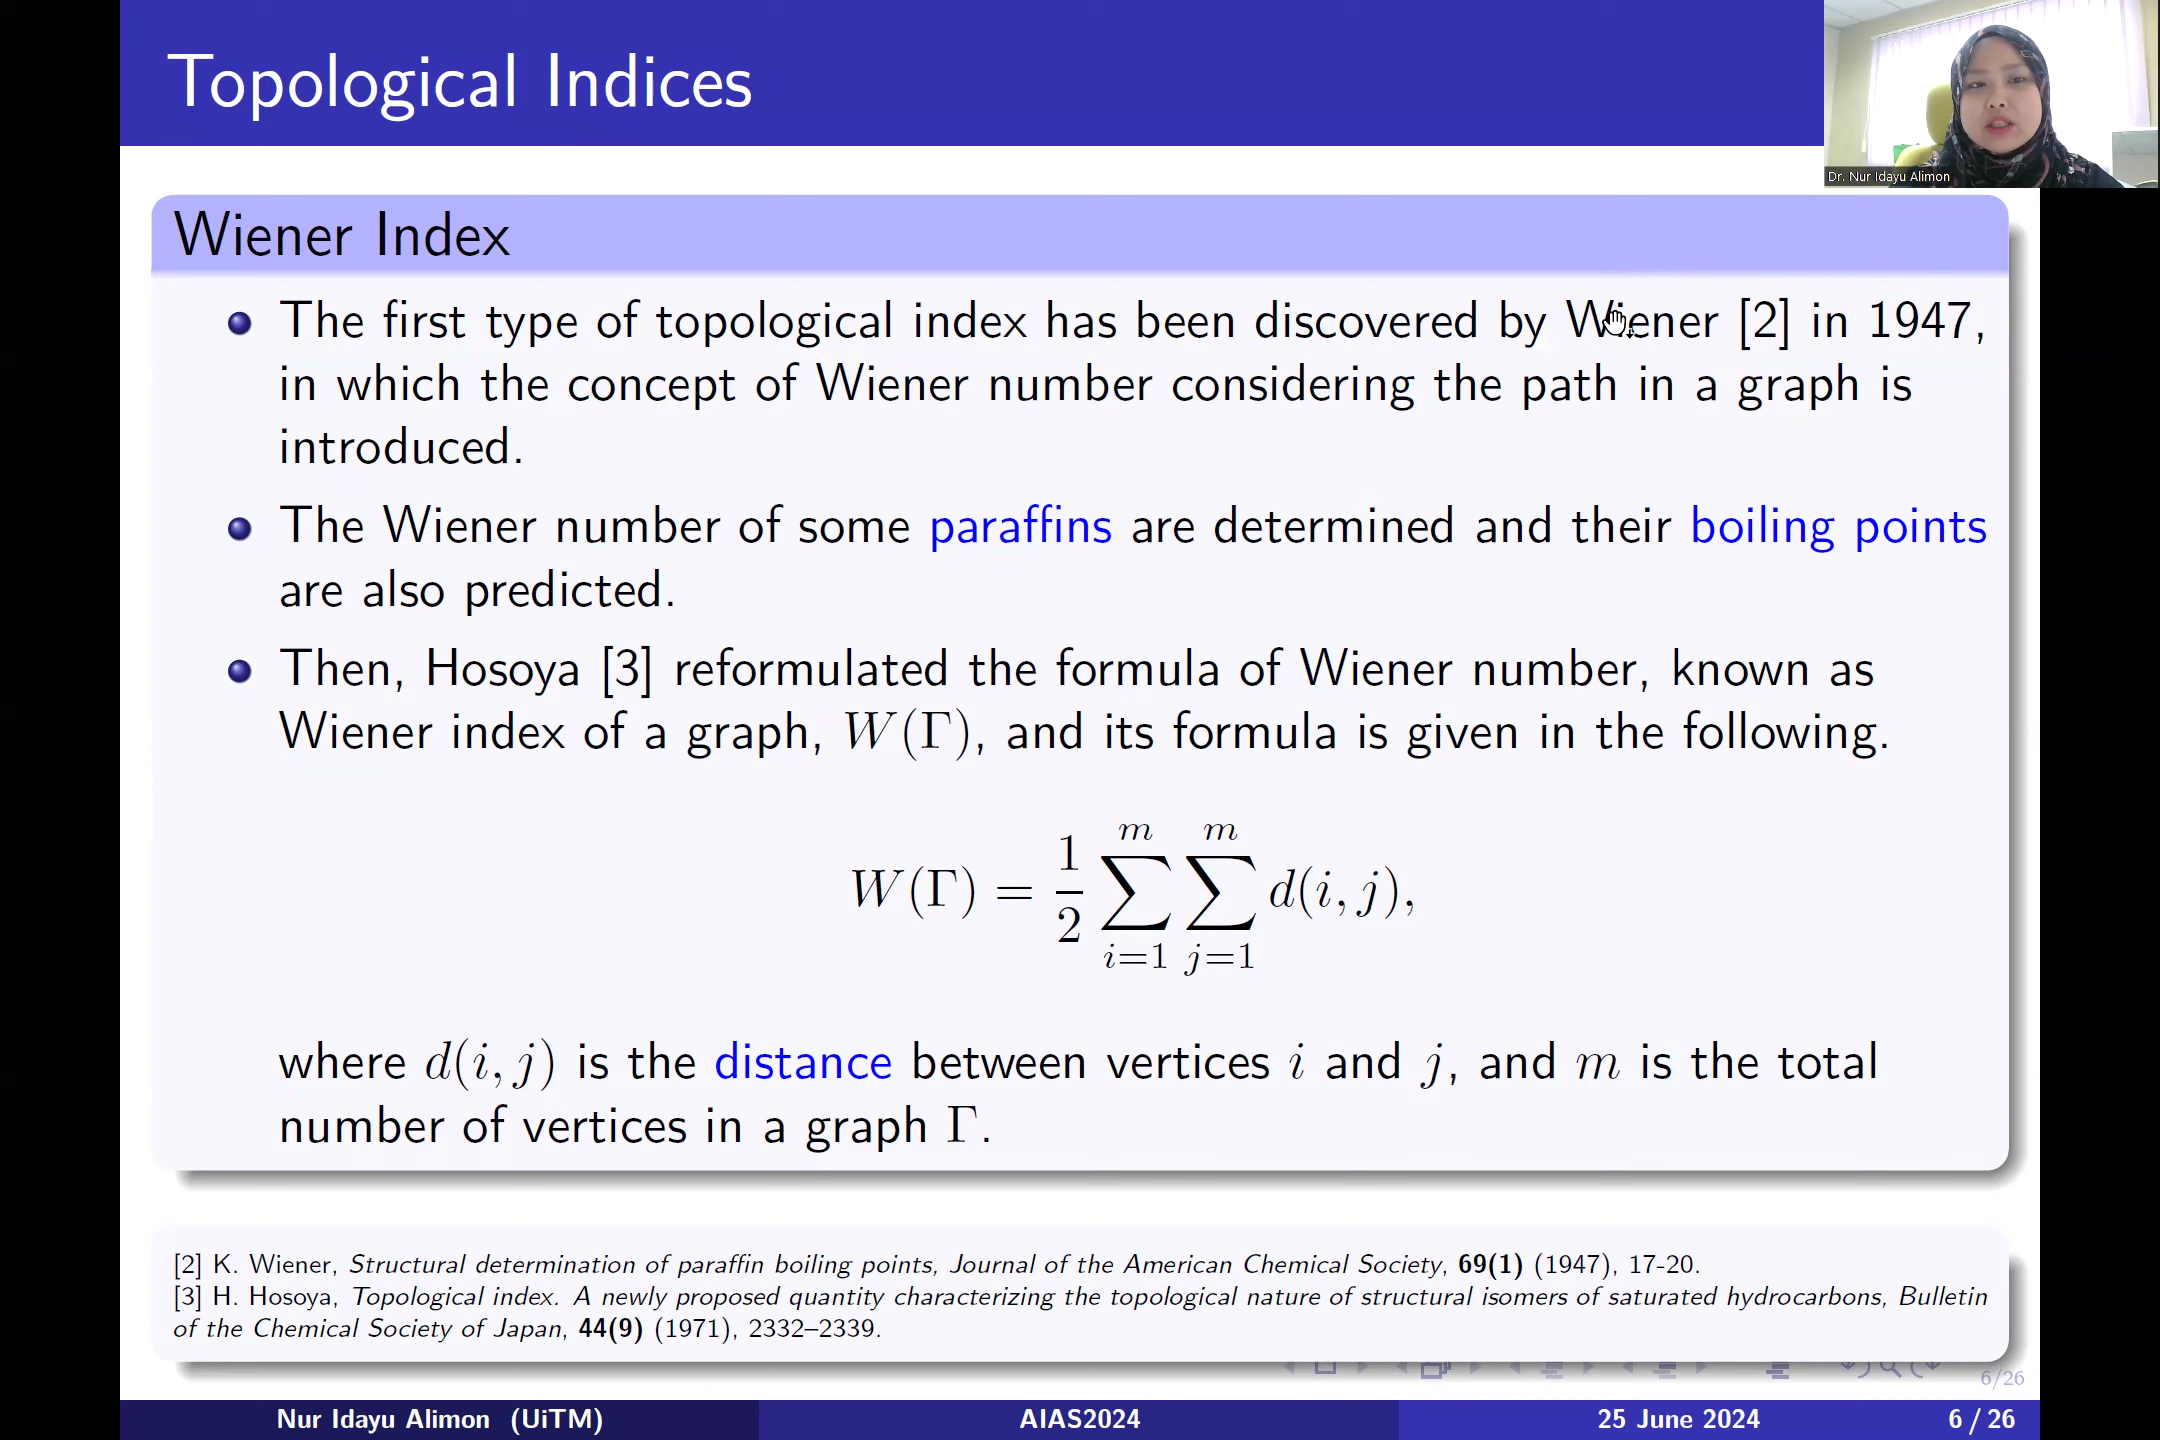 Topological Indices
Dr. Nur Idayu Alimon
Wiener Index
The first type of topological index has been discovered by Wiener [2] in 1947,
in which the concept of Wiener number considering the path in a graph is
introduced.
The Wiener number of some paraffins are determined and their boiling points
are also predicted.
Then, Hosoya [3] reformulated the formula of Wiener number, known as
Wiener index of a graph, W(Γ), and its formula is given in the following.
W(Γ) = \frac{1}{2} \sum_{i=1}^{m} \sum_{j=1}^{m} d(i, j),
where d(i, j) is the distance between vertices i and j, and m is the total
number of vertices in a graph Γ.
[2] K. Wiener, Structural determination of paraffin boiling points, Journal of the American Chemical Society, 69(1) (1947), 17-20.
[3] H. Hosoya, Topological index. A newly proposed quantity characterizing the topological nature of structural isomers of saturated hydrocarbons, Bulletin
of the Chemical Society of Japan, 44(9) (1971), 2332–2339.
6/26
Nur Idayu Alimon (UiTM) AIAS2024 25 June 2024 6 / 26